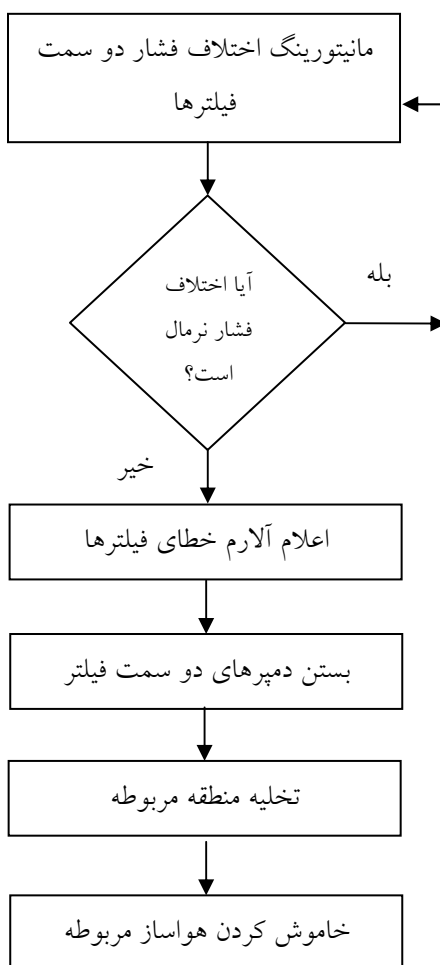 مانیتورینگ اختلاف فشار دو سمت
فیلترها
آیا اختلاف
فشار نرمال
است؟
بله
خیر
اعلام آلارم خطای فیلترها
بستن دمپرهای دو سمت فیلتر
تخلیه منطقه مربوطه
خاموش کردن هواساز مربوطه